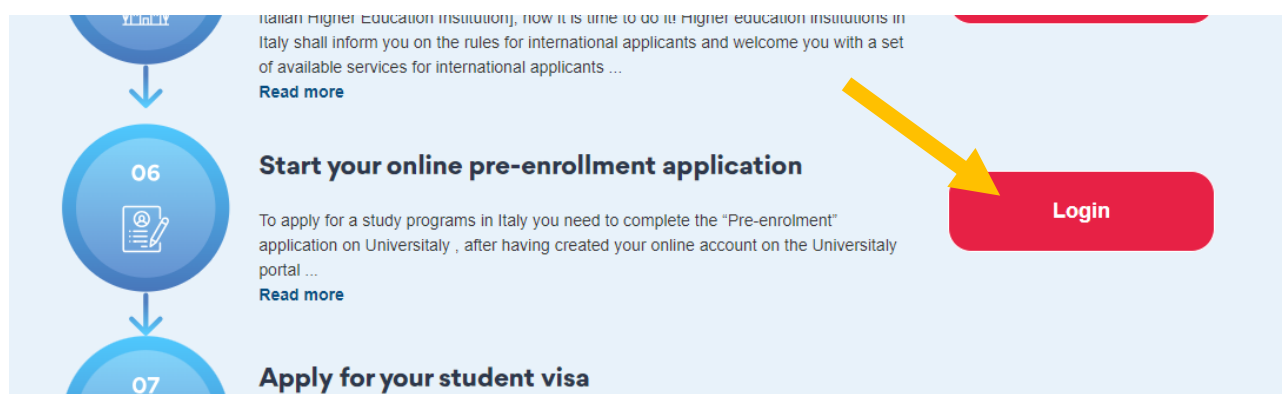 Italian Higher Education Institution], now it is time to do it! Higher education institutions in
Italy shall inform you on the rules for international applicants and welcome you with a set
of available services for international applicants ...
Read more
06
Start your online pre-enrollment application
To apply for a study programs in Italy you need to complete the “Pre-enrolment”
application on Universitaly , after having created your online account on the Universitaly
portal ...
Read more
Login
07
Apply for your student visa